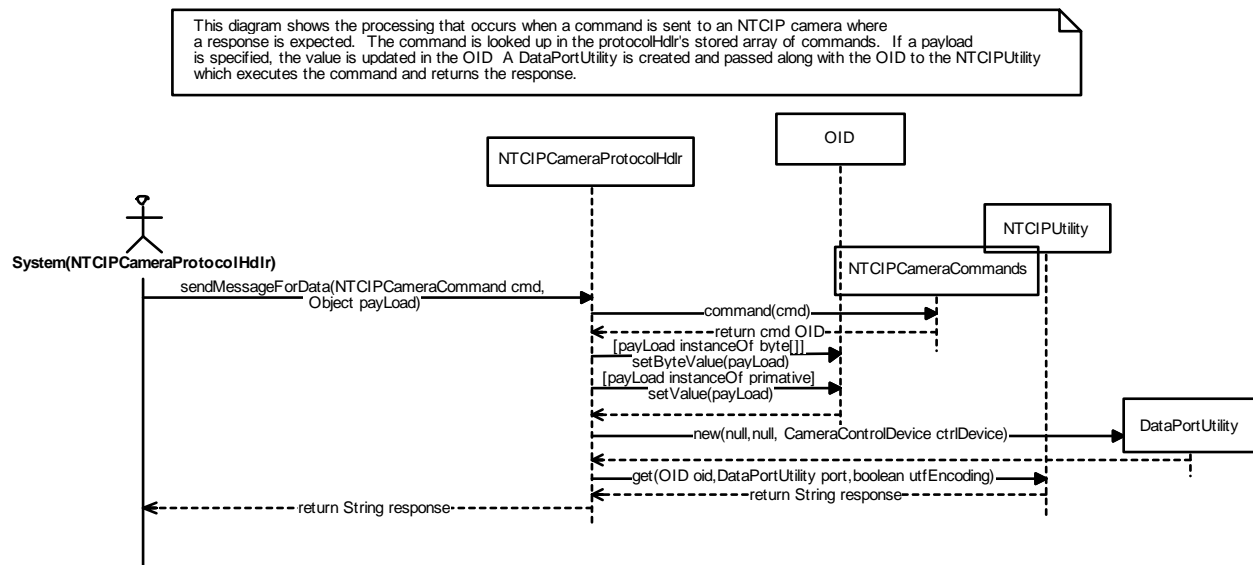 This diagram shows the processing that occurs when a command is sent to an NTCIP camera where
a response is expected. The command is looked up in the protocolHdlr's stored array of commands. If a payload
is specified, the value is updated in the OID A DataPortUtility is created and passed along with the OID to the NTCIPUtility
which executes the command and returns the response.
OID
NTCIPCameraProtocolHdlr
NTCIPUtility
System(NTCIPCameraProtocolHdlr)
NTCIPCameraCommands
sendMessageForData(NTCIPCameraCommand cmd,
Object payLoad)
command(cmd)
return cmd OID
[payLoad instanceOf byte[]]
setByteValue(payLoad)
[payLoad instanceOf primative]
setValue(payLoad)
DataPortUtility
new(null,null, CameraControlDevice ctrlDevice)
get(OID oid,DataPortUtility port,boolean utfEncoding)
return String response
return String response